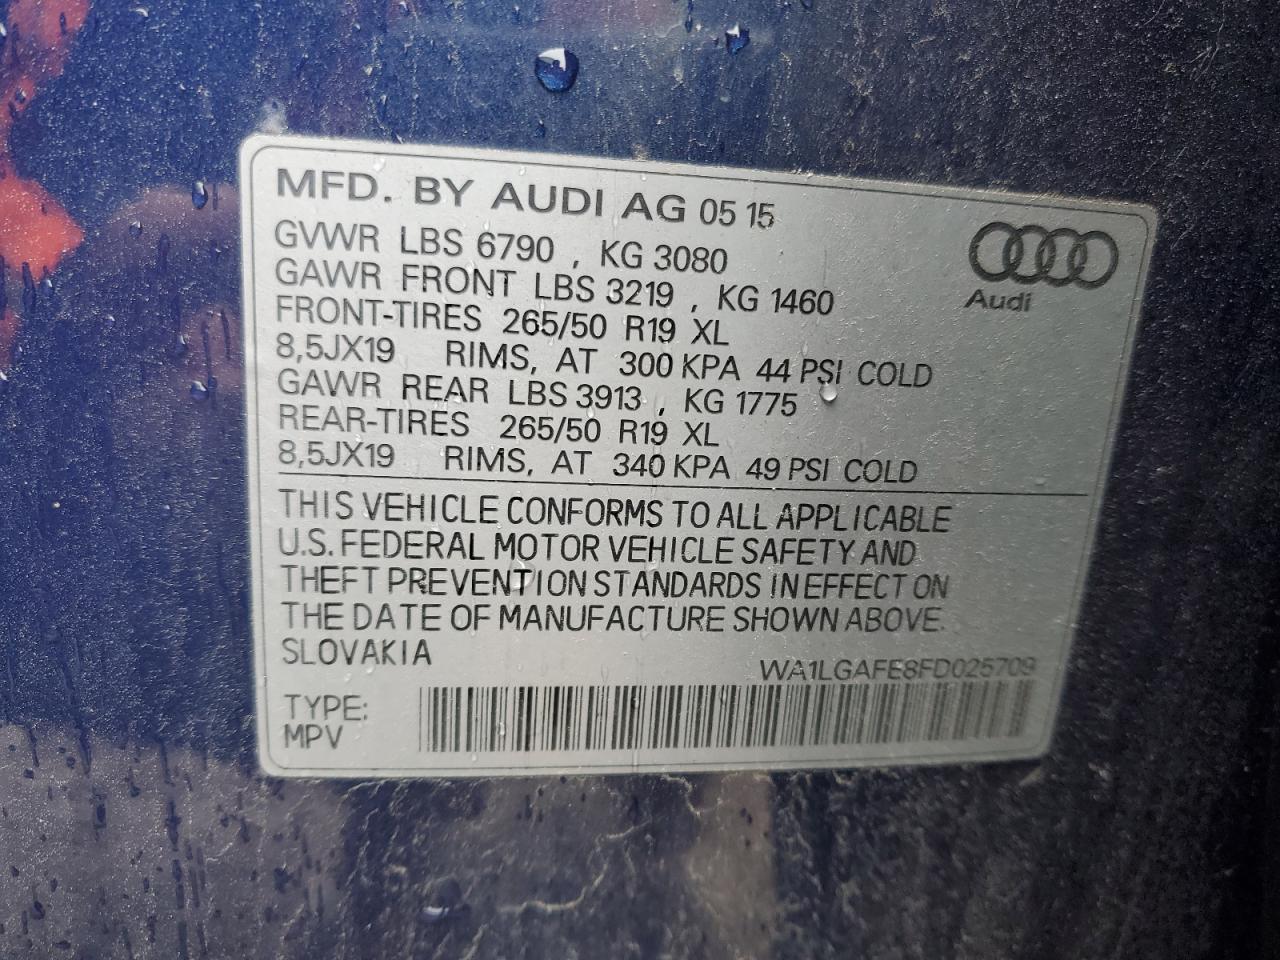 MFD. BY AUDI AG 05 15
GVWR LBS 6790 , KG 3080
GAWR FRONT LBS 3219 , KG 1460
FRONT-TIRES 265/50 R19 XL
8,5JX19 RIMS, AT 300 KPA 44 PSI COLD
GAWR REAR LBS 3913 , KG 1775
REAR-TIRES 265/50 R19 XL
8,5JX19 RIMS, AT 340 KPA 49 PSI COLD
Audi
THIS VEHICLE CONFORMS TO ALL APPLICABLE
U.S. FEDERAL MOTOR VEHICLE SAFETY AND
THEFT PREVENTION STANDARDS IN EFFECT ON
THE DATE OF MANUFACTURE SHOWN ABOVE.
SLOVAKIA
WA1LGAFE8FD025709
TYPE:
MPV